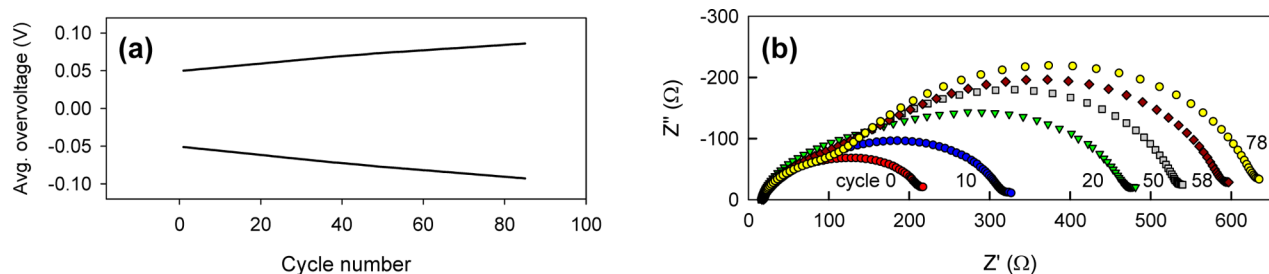 (a)
Avg. overvoltage (V)
0.10
0.05
0.00
-0.05
-0.10
0 20 40 60 80 100
Cycle number
(b)
Z'' (Ω)
-300
-200
-100
0
78
cycle 0 10 20 50 58
0 100 200 300 400 500 600
Z' (Ω)